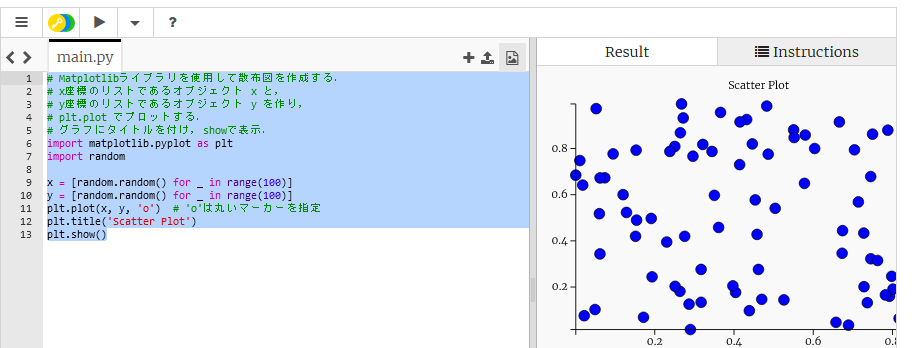 ?
main.py
Result
Instructions
1 # Matplotlibライブラリを使用して散布図を作成する.
2 # x座標のリストであるオブジェクト x と,
3 # y座標のリストであるオブジェクト y を作り,
4 # plt.plot でプロットする.
5 # グラフにタイトルを付け, showで表示.
6 import matplotlib.pyplot as plt
7 import random
8
9 x = [random.random() for _ in range(100)]
10 y = [random.random() for _ in range(100)]
11 plt.plot(x, y, 'o')  # 'o'は丸いマーカーを指定
12 plt.title('Scatter Plot')
13 plt.show()
Scatter Plot
0.8
0.6
0.4
0.2
0.2 0.4 0.6